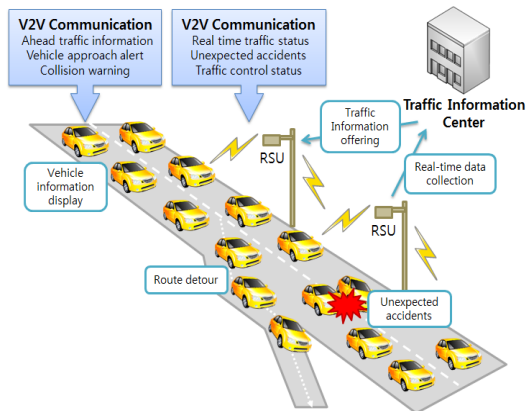 V2V Communication
Ahead traffic information
Vehicle approach alert
Collision warning
V2V Communication
Real time traffic status
Unexpected accidents
Traffic control status
Traffic Information
Center
Traffic
Information
offering
RSU
Real-time data
collection
Vehicle
information
display
RSU
Route detour
Unexpected
accidents